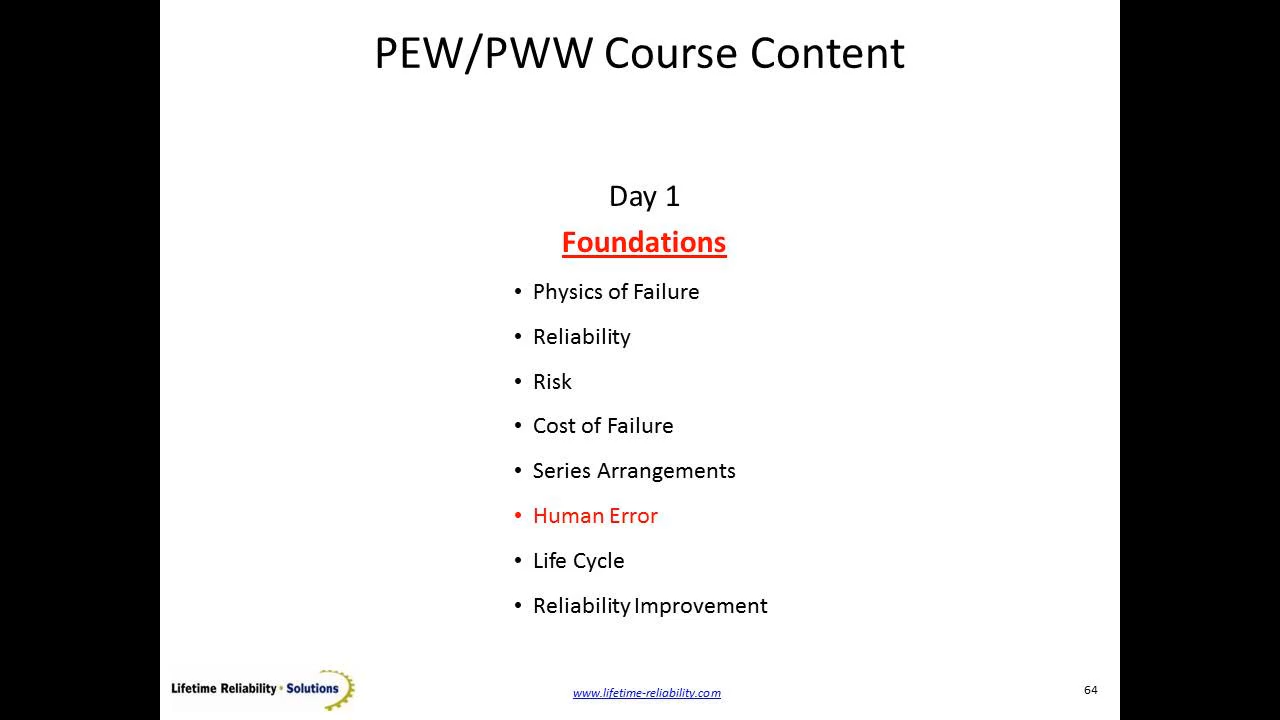 PEW/PWW Course Content
Day 1
Foundations
• Physics of Failure
• Reliability
• Risk
• Cost of Failure
• Series Arrangements
• Human Error
• Life Cycle
• Reliability Improvement
Lifetime Reliability • Solutions
www.lifetime-reliability.com
64